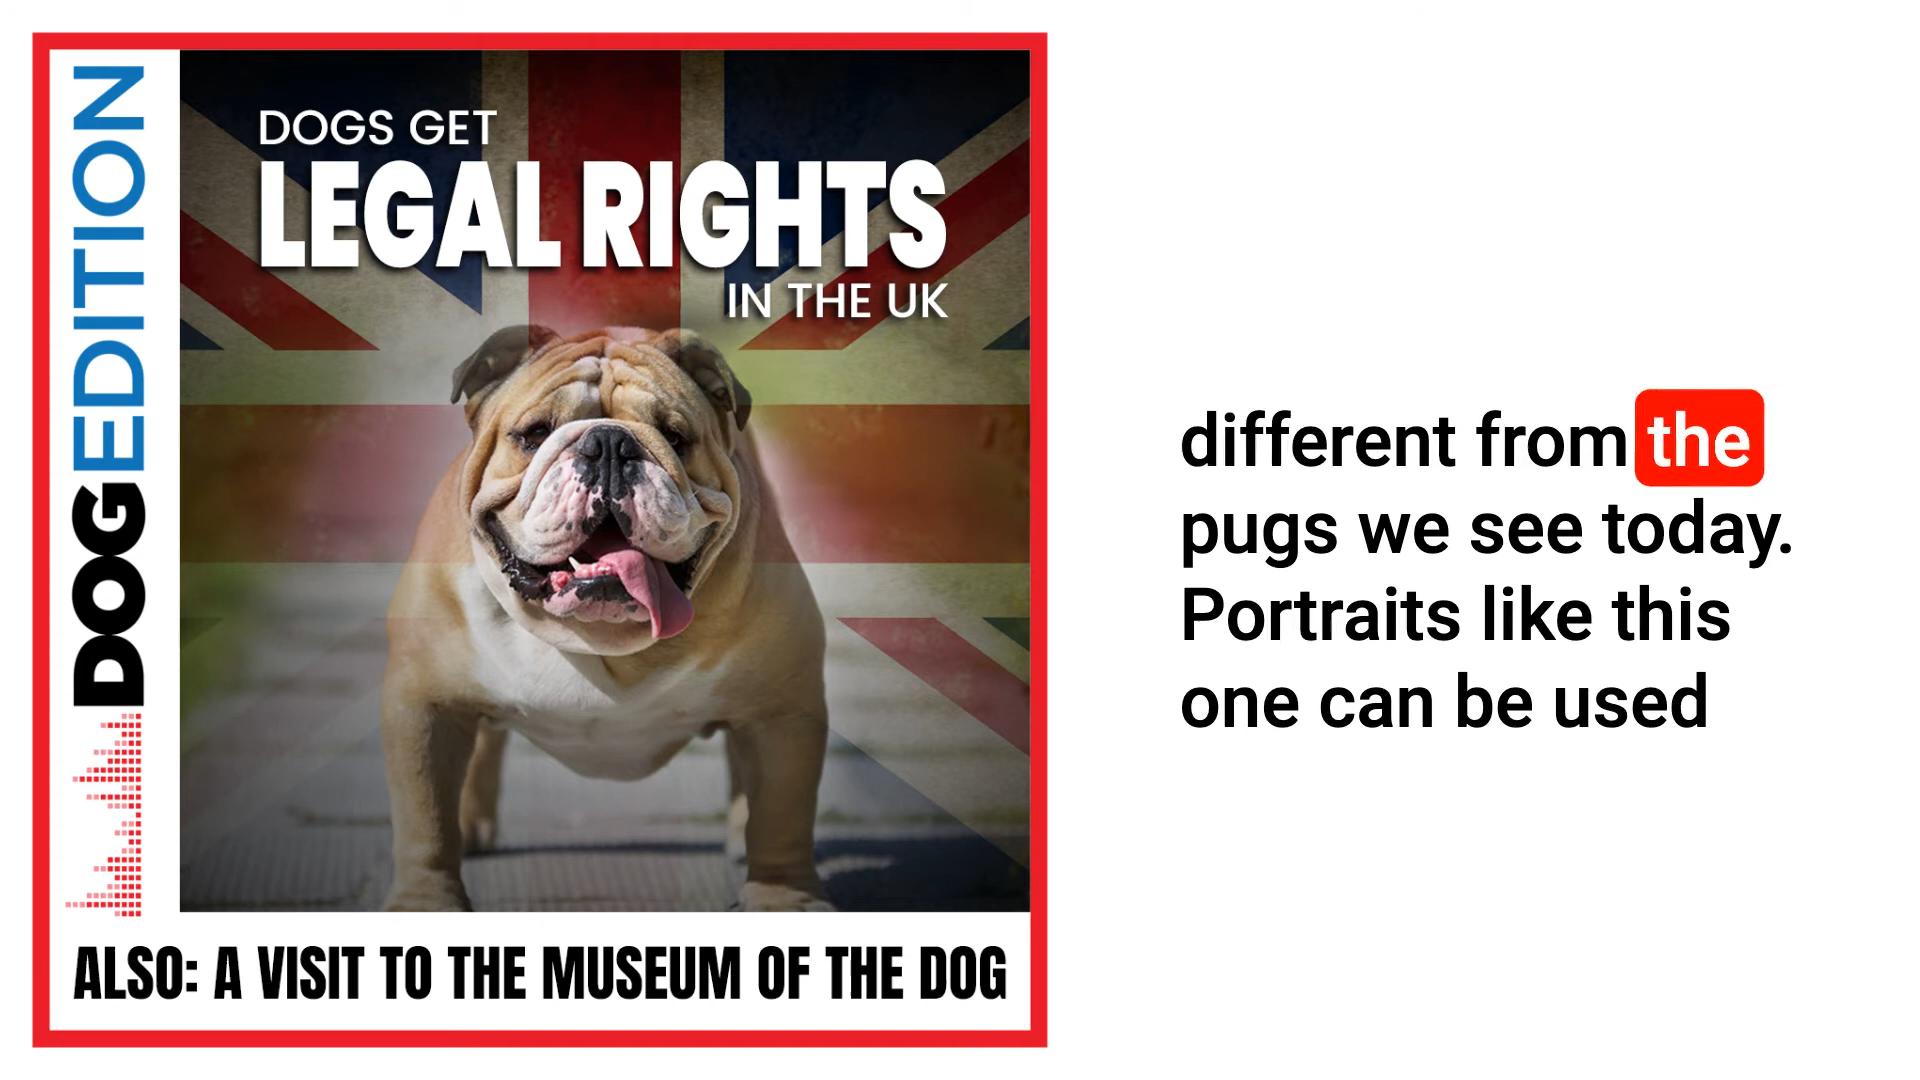 DOGEDITION
DOGS GET
LEGAL RIGHTS
IN THE UK
ALSO: A VISIT TO THE MUSEUM OF THE DOG
different from the
pugs we see today.
Portraits like this
one can be used